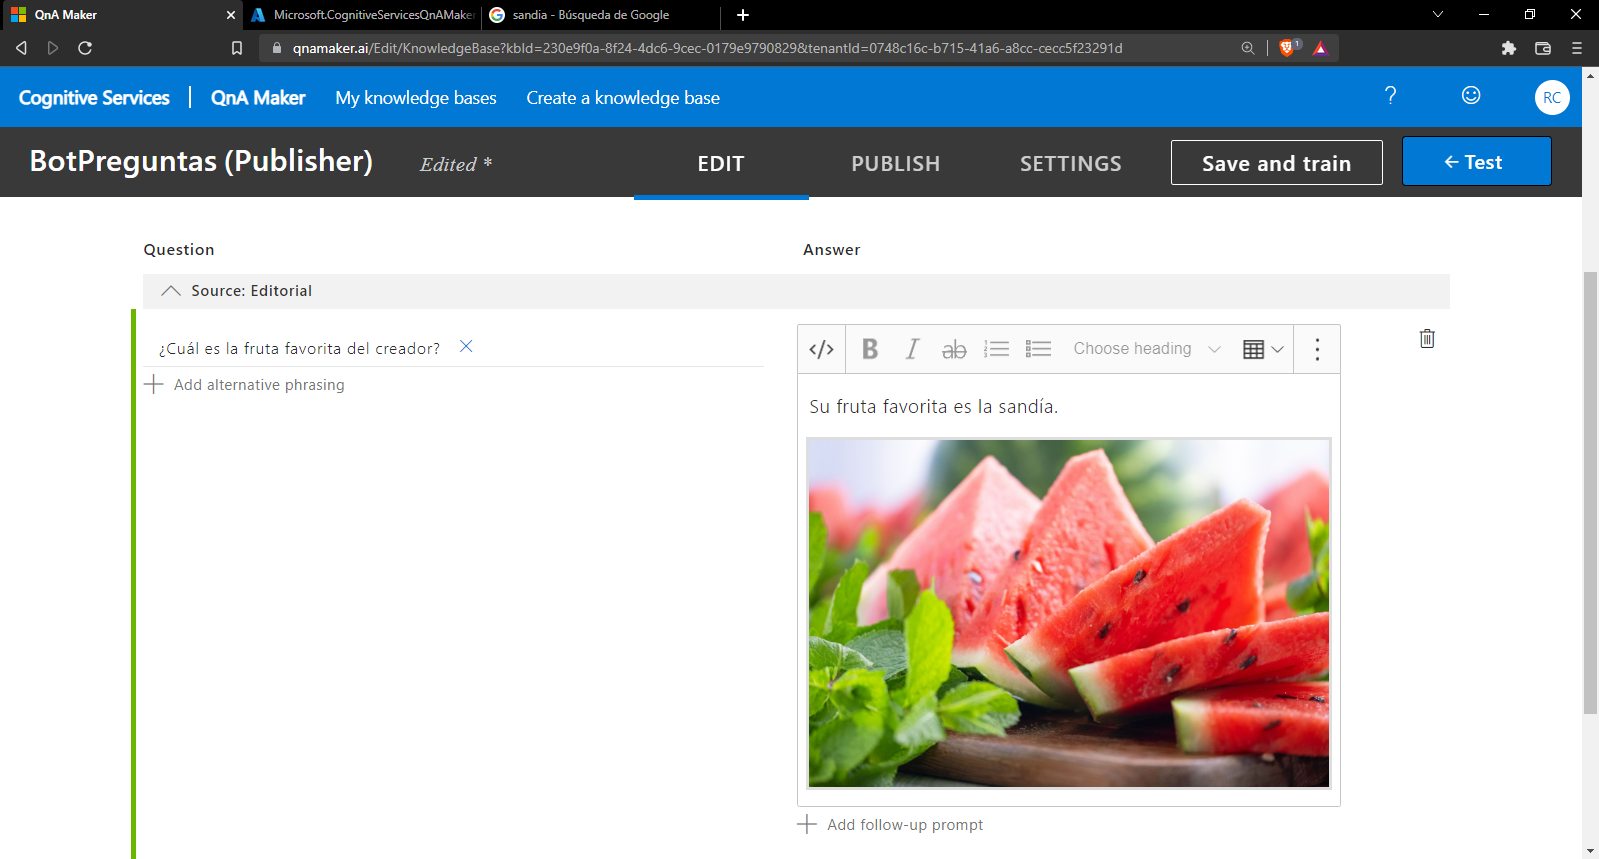 QnA Maker
Microsoft.CognitiveServicesQnAMake
sandia - Búsqueda de Google
qnamaker.ai/Edit/KnowledgeBase?kbId=230e9f0a-8f24-4dc6-9cec-0179e9790829&tenantId=0748c16c-b715-41a6-a8cc-cecc5f23291d
1
Cognitive Services
QnA Maker
My knowledge bases
Create a knowledge base
?
RC
BotPreguntas (Publisher)
Edited *
EDIT
PUBLISH
SETTINGS
Save and train
← Test
Question
Answer
Source: Editorial
¿Cuál es la fruta favorita del creador?
Add alternative phrasing
</>
B
I
ab
Choose heading
Su fruta favorita es la sandía.
Add follow-up prompt